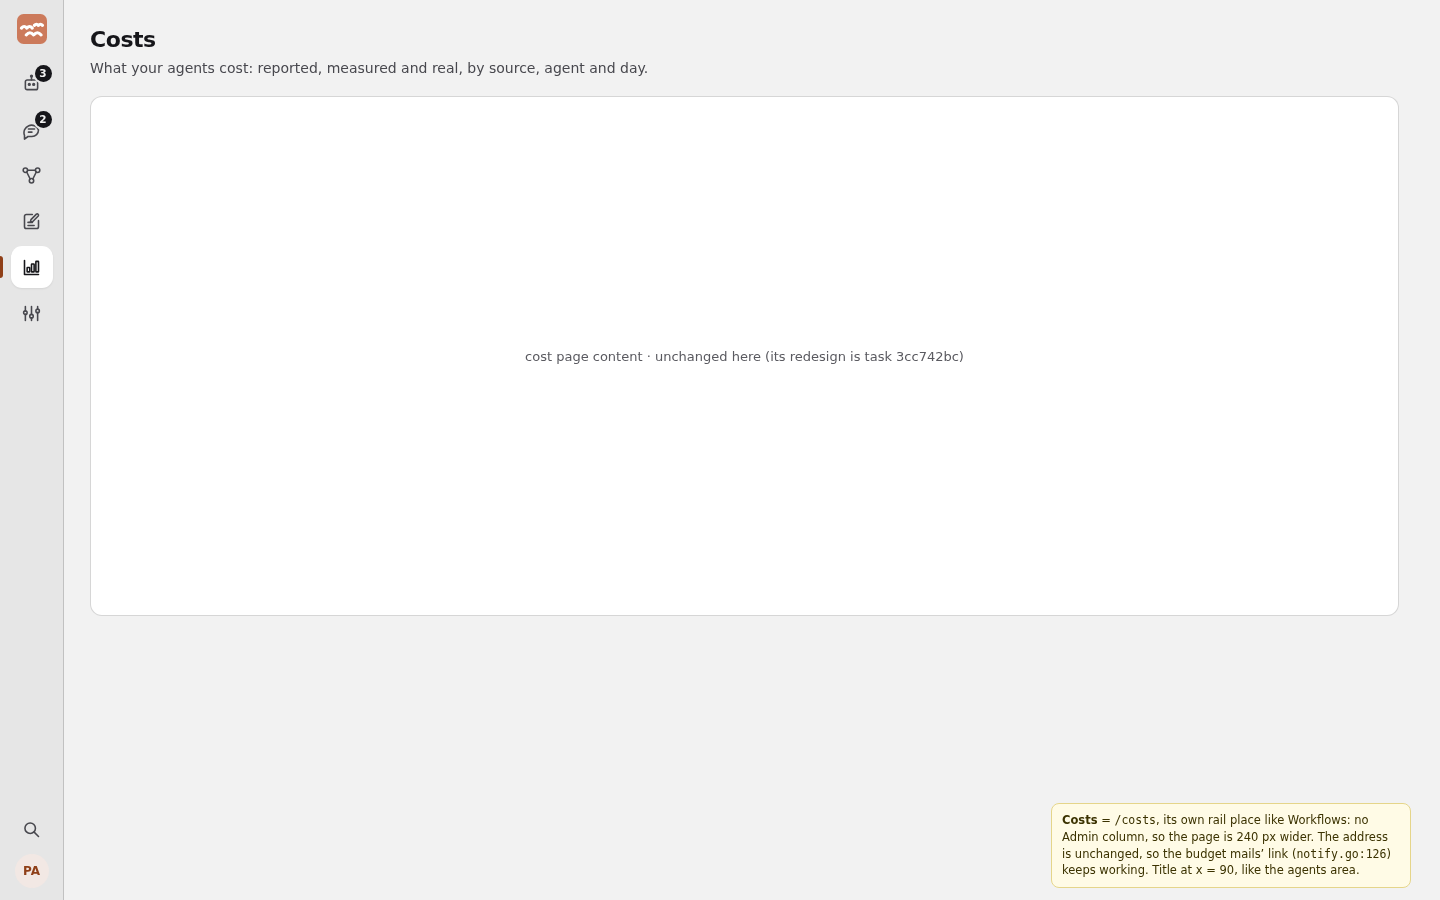 Costs
What your agents cost: reported, measured and real, by source, agent and day.
3
2
cost page content · unchanged here (its redesign is task 3cc742bc)
PA
Costs = /costs, its own rail place like Workflows: no
Admin column, so the page is 240 px wider. The address
is unchanged, so the budget mails’ link (notify.go:126)
keeps working. Title at x = 90, like the agents area.